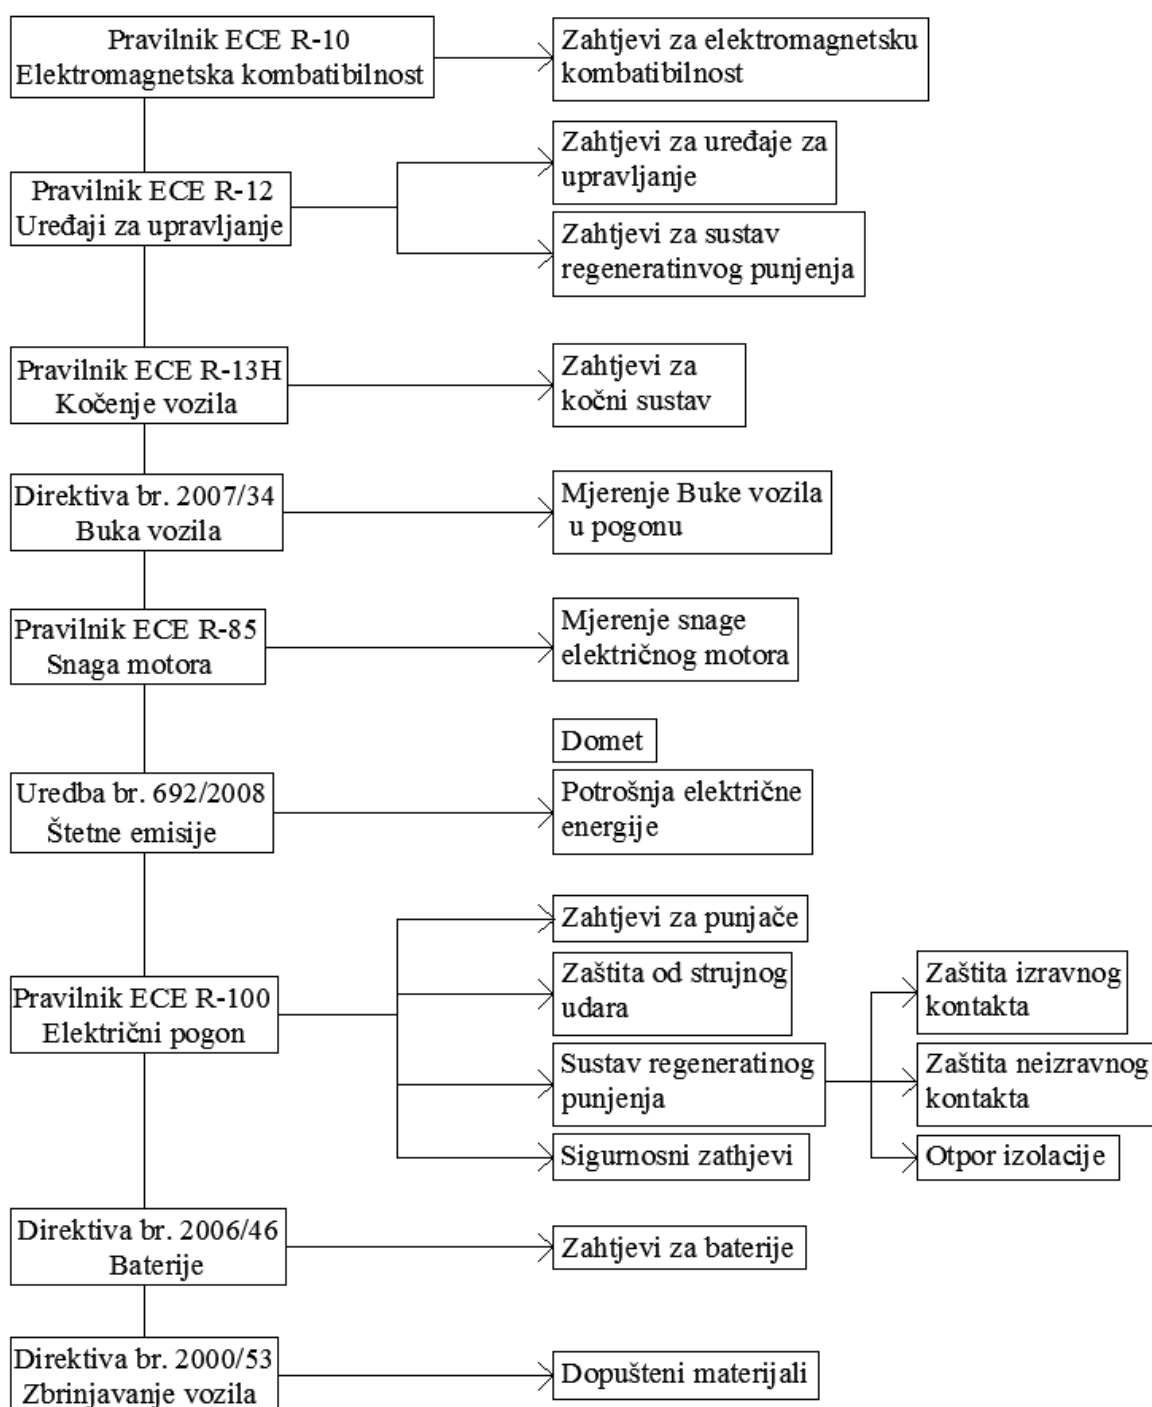 Pravilnik ECE R-10
Elektromagnetska kombatibilnost
Zahtjevi za elektromagnetsku
kombatibilnost
Pravilnik ECE R-12
Uređaji za upravljanje
Zahtjevi za uređaje za
upravljanje
Zahtjevi za sustav
regeneratinvog punjenja
Pravilnik ECE R-13H
Kočenje vozila
Zahtjevi za
kočni sustav
Direktiva br. 2007/34
Buka vozila
Mjerenje Buke vozila
u pogonu
Pravilnik ECE R-85
Snaga motora
Mjerenje snage
električnog motora
Uredba br. 692/2008
Štetne emisije
Domet
Potrošnja električne
energije
Pravilnik ECE R-100
Električni pogon
Zahtjevi za punjače
Zaštita od strujnog
udara
Sustav regeneratinog
punjenja
Sigurnosni zathjevi
Zaštita izravnog
kontakta
Zaštita neizravnog
kontakta
Otpor izolacije
Direktiva br. 2006/46
Baterije
Zahtjevi za baterije
Direktiva br. 2000/53
Zbrinjavanje vozila
Dopušteni materijali